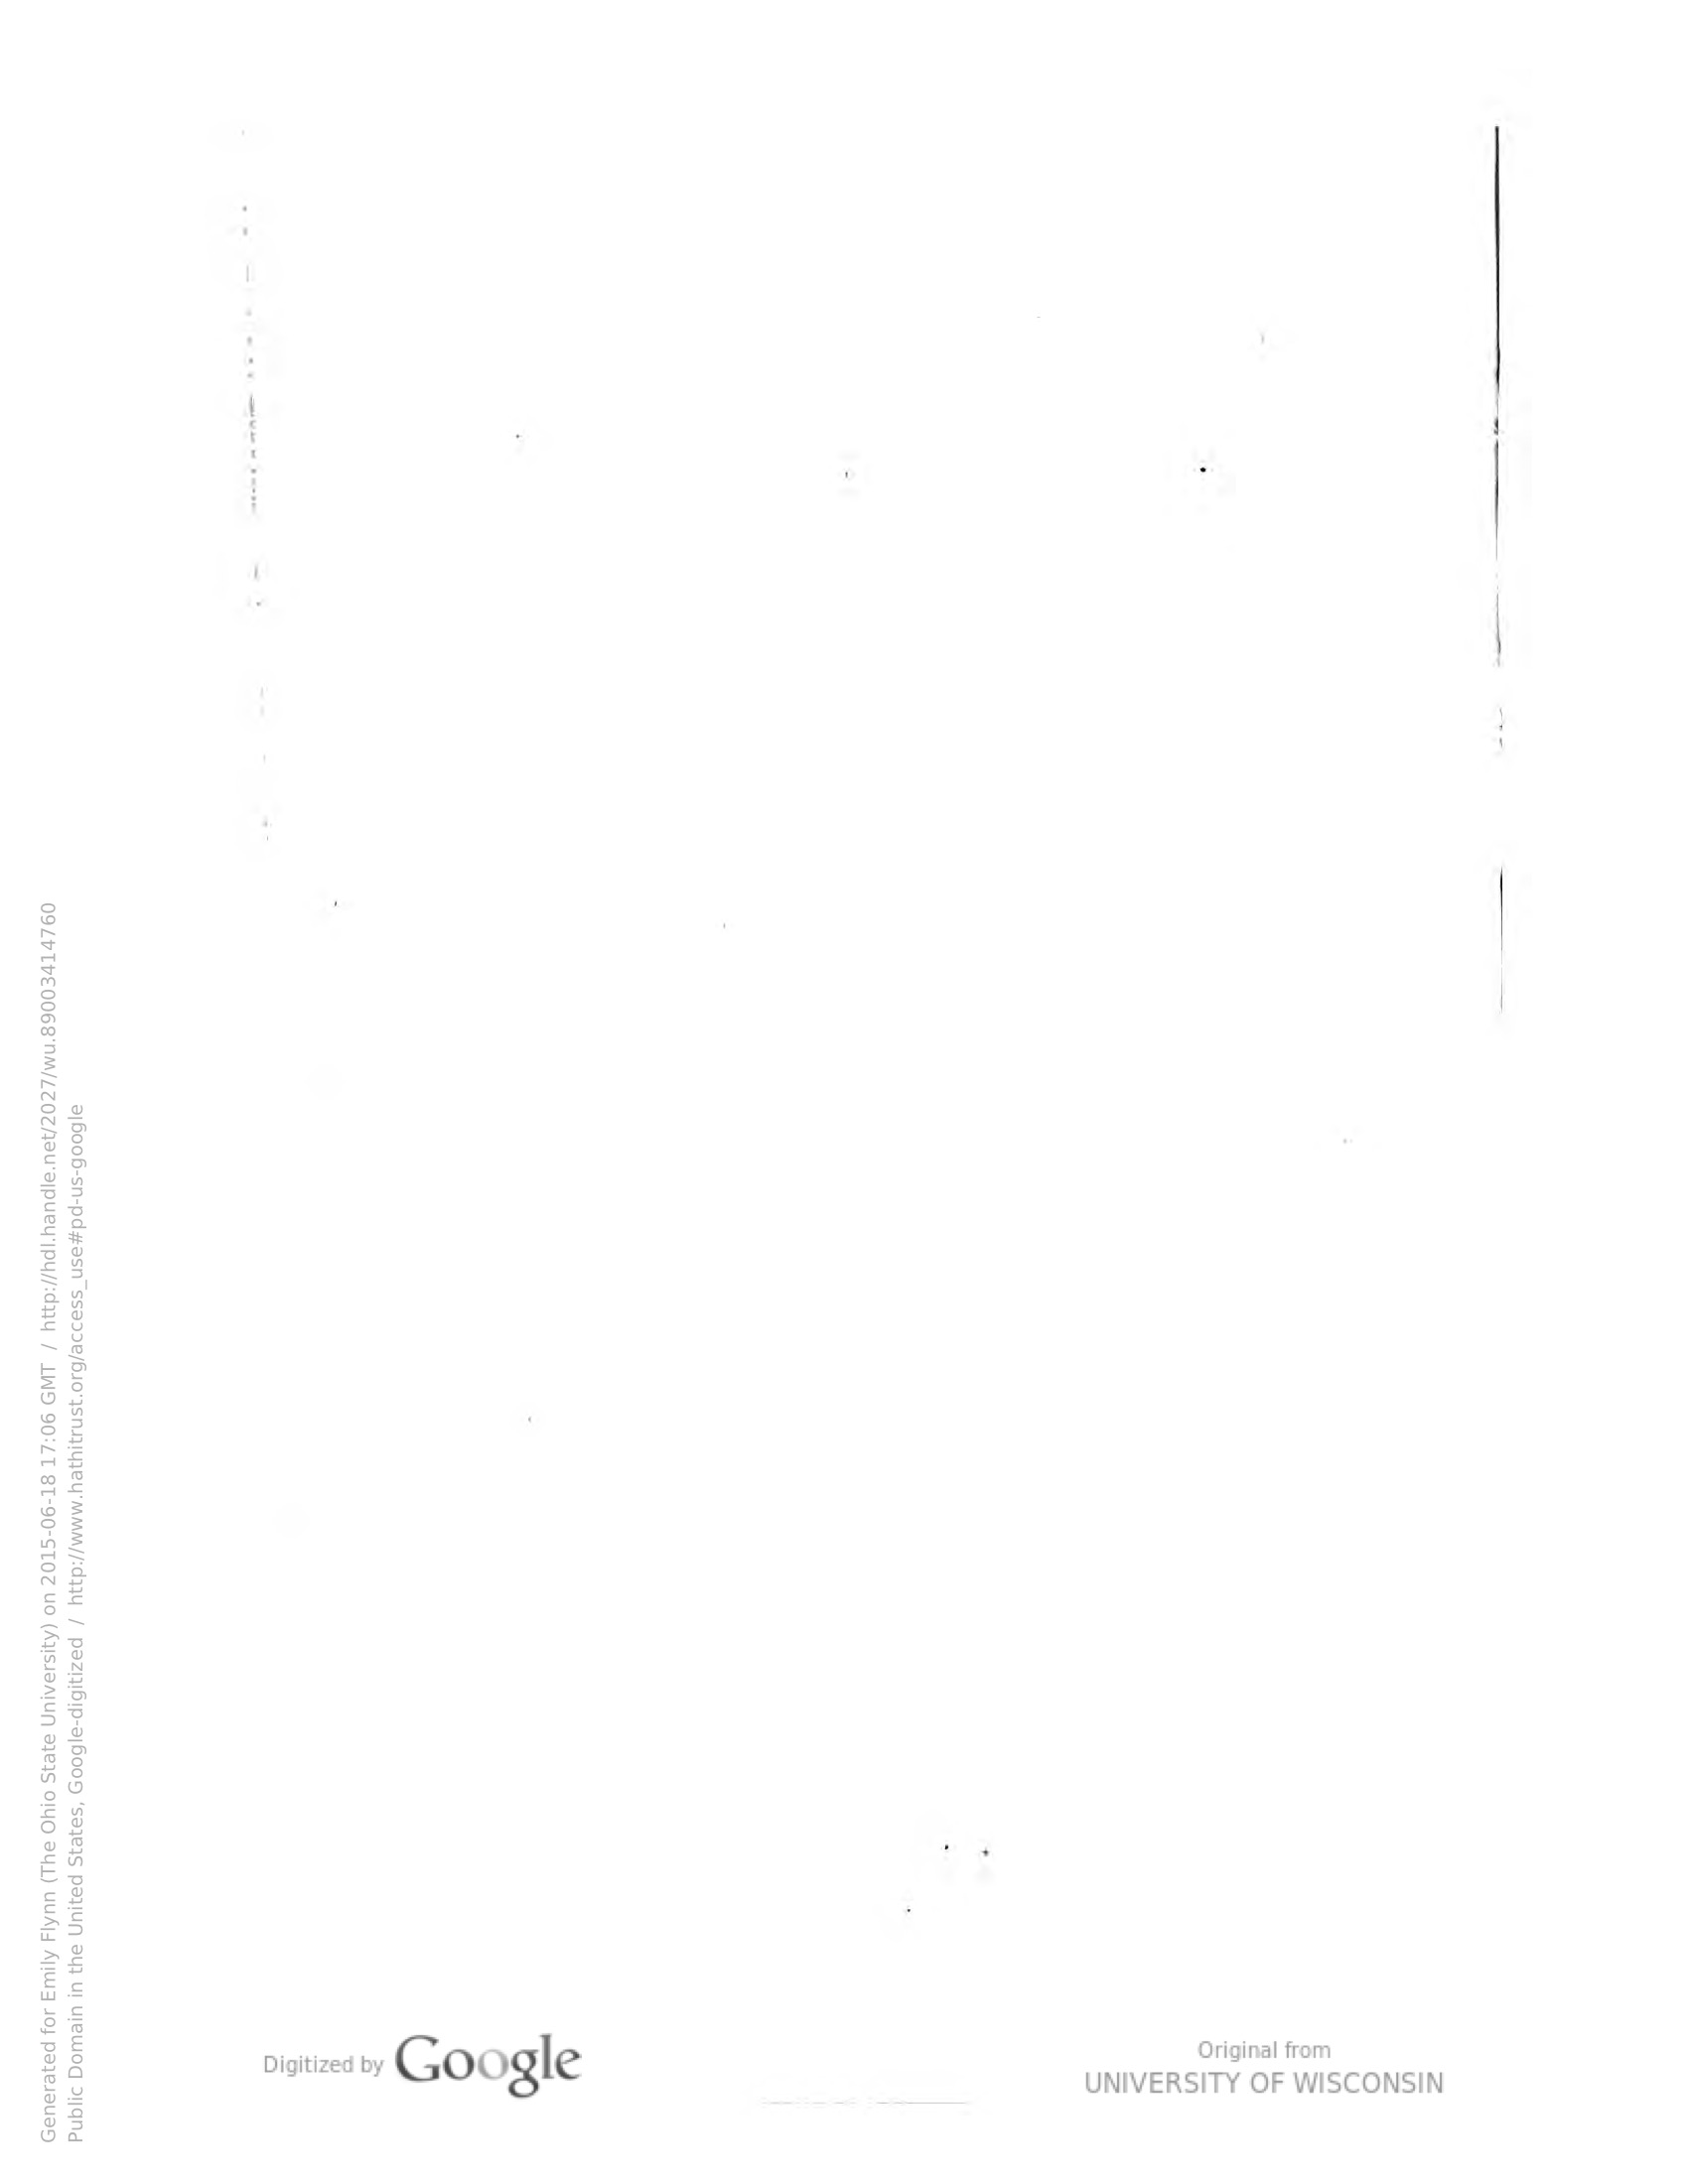 Generated for Emily Flynn (The Ohio State University) on 2015-06-18 17:06 GMT / http://hdl.handle.net/2027/wu.89003414760
Public Domain in the United States, Google-digitized / http://www.hathitrust.org/access_use#pd-us-google
Digitized by Google
Original from
UNIVERSITY OF WISCONSIN